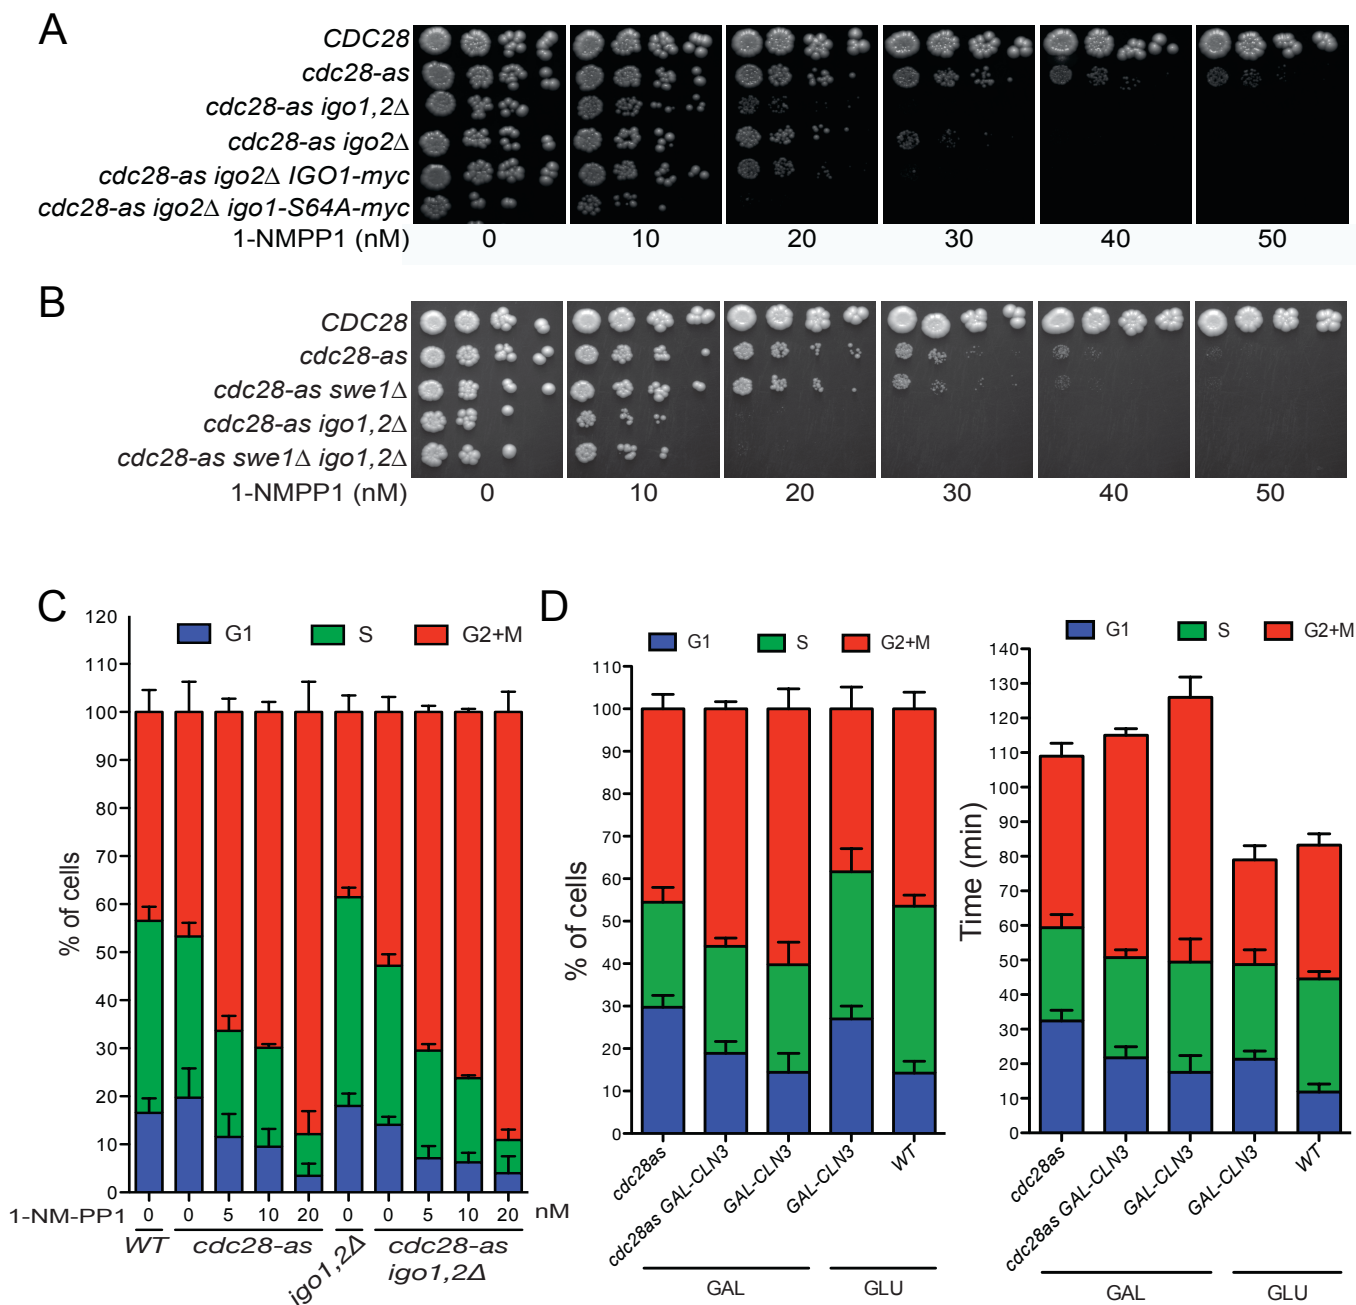 A
CDC28
cdc28-as
cdc28-as igo1,2Δ
cdc28-as igo2Δ
cdc28-as igo2Δ IGO1-myc
cdc28-as igo2Δ igo1-S64A-myc
1-NMPP1 (nM) 0 10 20 30 40 50
B
CDC28
cdc28-as
cdc28-as swe1Δ
cdc28-as igo1,2Δ
cdc28-as swe1Δ igo1,2Δ
1-NMPP1 (nM) 0 10 20 30 40 50
C
G1 S G2+M
% of cells
120
110
100
90
80
70
60
50
40
30
20
10
0
1-NM-PP1 0 0 5 10 20 0 0 5 10 20 nM
WT cdc28-as igo1,2Δ cdc28-as
igo1,2Δ
D
G1 S G2+M
% of cells
110
100
90
80
70
60
50
40
30
20
10
0
cdc28as
cdc28as GAL-CLN3
GAL-CLN3
GAL-CLN3
WT
GAL GLU
G1 S G2+M
Time (min)
140
130
120
110
100
90
80
70
60
50
40
30
20
10
0
cdc28as
cdc28as GAL-CLN3
GAL-CLN3
GAL-CLN3
WT
GAL GLU